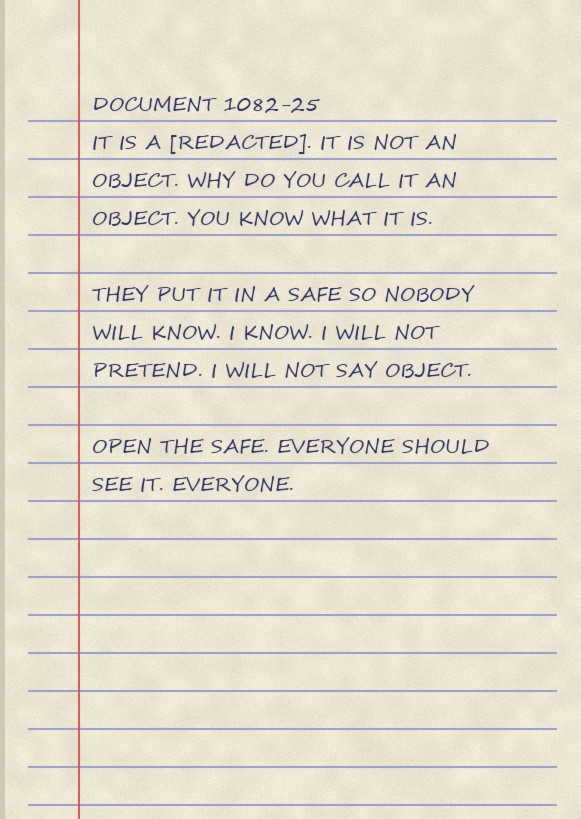 DOCUMENT 1082-25
IT IS A [REDACTED]. IT IS NOT AN
OBJECT. WHY DO YOU CALL IT AN
OBJECT. YOU KNOW WHAT IT IS.
THEY PUT IT IN A SAFE SO NOBODY
WILL KNOW. I KNOW. I WILL NOT
PRETEND. I WILL NOT SAY OBJECT.
OPEN THE SAFE. EVERYONE SHOULD
SEE IT. EVERYONE.